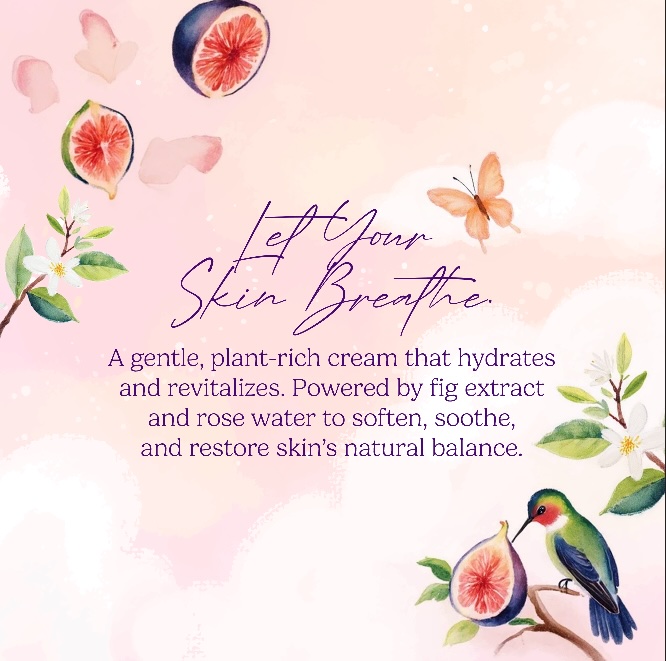 Let Your
Skin Breathe.
A gentle, plant-rich cream that hydrates
and revitalizes. Powered by fig extract
and rose water to soften, soothe,
and restore skin’s natural balance.